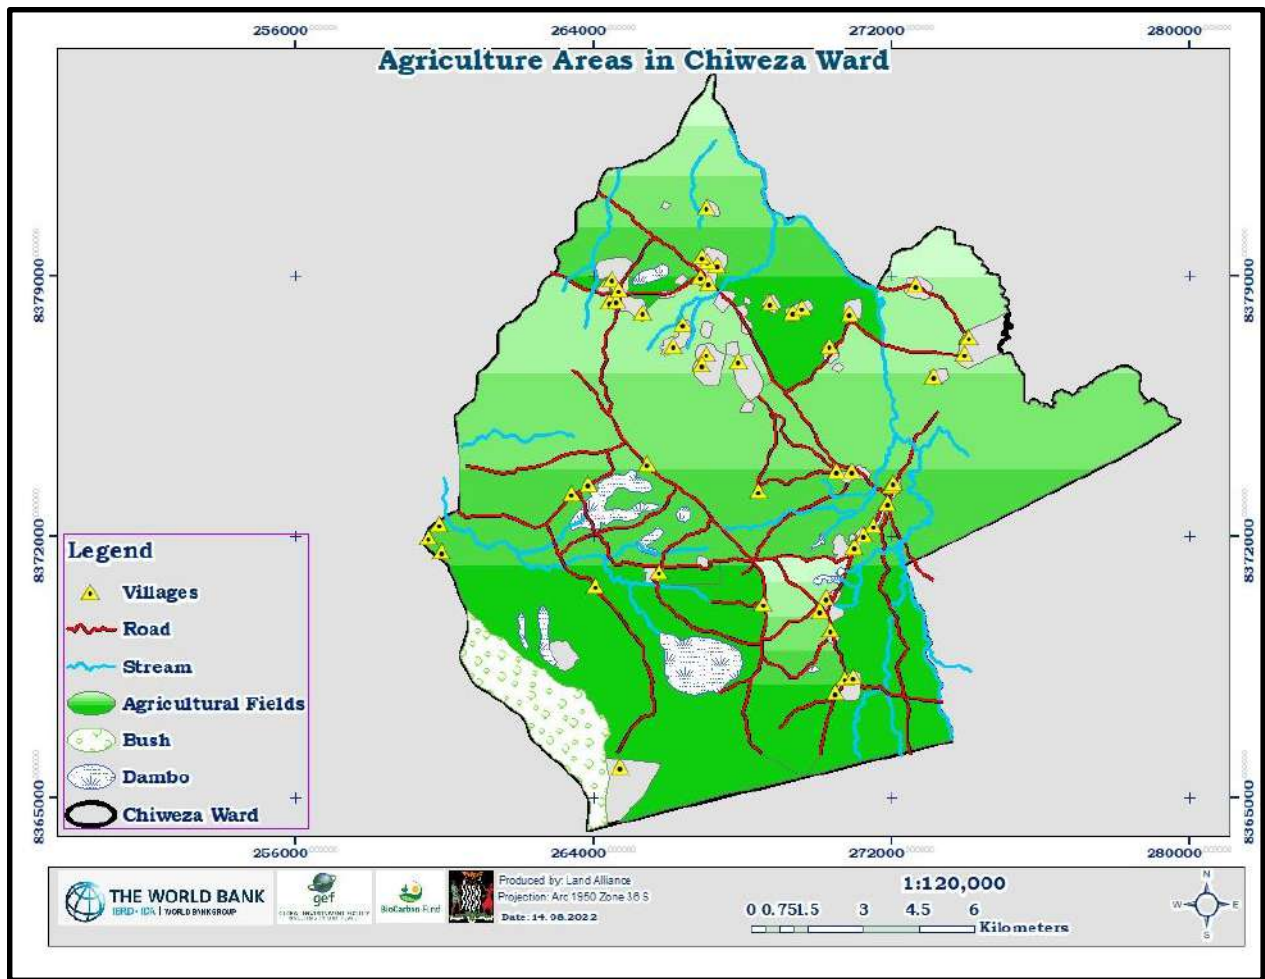 256000 264000 272000 280000
Agriculture Areas in Chiweza Ward
8379000 8379000
8372000 8372000
Legend
Villages
Road
Stream
Agricultural Fields
Bush
Dambo
Chiweza Ward
8365000 8365000
256000 264000 272000 280000
THE WORLD BANK
IBRD • IDA | WORLD BANK GROUP
gef
BioCarbon Fund
Produced by: Land Alliance
Projection: Arc 1950 Zone 36 S
Date: 14.08.2022
1:120,000
0 0.75 1.5 3 4.5 6
Kilometers
N
W E
S